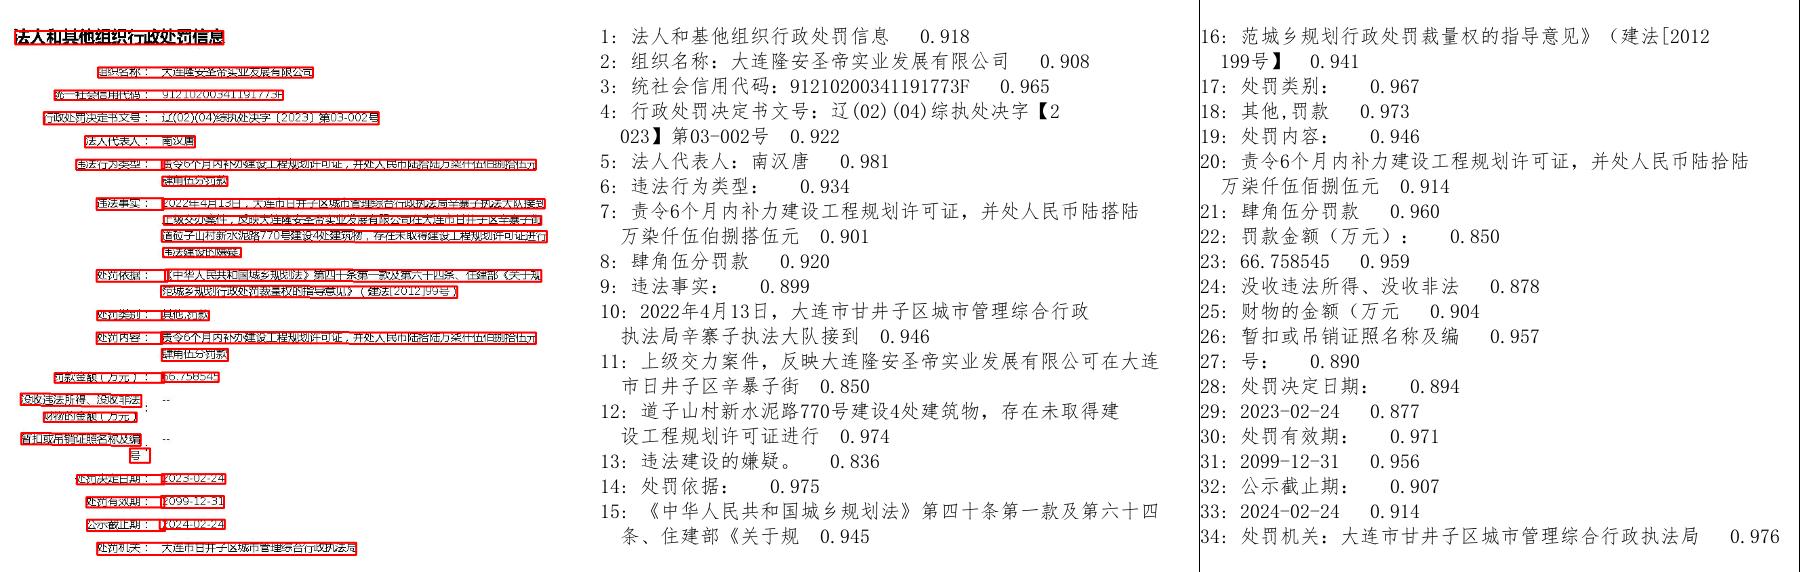 法人和其他组织行政处罚信息
组织名称： 大连隆安圣帝实业发展有限公司
统一社会信用代码： 91210200341191773F
行政处罚决定书文号： 辽(02)(04)综执处决字〔2023〕第03-002号
法人代表人： 南汉唐
违法行为类型： 责令6个月内补办建设工程规划许可证，并处人民币陆拾陆万柒仟伍佰捌拾伍元
肆角伍分罚款
违法事实： 2022年4月13日，大连市甘井子区城市管理综合行政执法局辛寨子执法大队接到
上级交办案件，反映大连隆安圣帝实业发展有限公司在大连市甘井子区辛寨子街
道砬子山村新水泥路770号建设4处建筑物，存在未取得建设工程规划许可证进行
违法建设的嫌疑。
处罚依据： 《中华人民共和国城乡规划法》第四十条第一款及第六十四条、住建部《关于规
范城乡规划行政处罚裁量权的指导意见》（建法[2012]99号）
处罚类别： 其他,罚款
处罚内容： 责令6个月内补办建设工程规划许可证，并处人民币陆拾陆万柒仟伍佰捌拾伍元
肆角伍分罚款
罚款金额（万元）： 66.758545
没收违法所得、没收非法
财物的金额（万元） ： --
暂扣或吊销证照名称及编
号 ： --
处罚决定日期： 2023-02-24
处罚有效期： 2099-12-31
公示截止期： 2024-02-24
处罚机关： 大连市甘井子区城市管理综合行政执法局
1: 法人和基他组织行政处罚信息 0.918
2: 组织名称: 大连隆安圣帝实业发展有限公司 0.908
3: 统社会信用代码: 91210200341191773F 0.965
4: 行政处罚决定书文号: 辽(02)(04)综执处决字【2
023】第03-002号 0.922
5: 法人代表人: 南汉唐 0.981
6: 违法行为类型: 0.934
7: 责令6个月内补力建设工程规划许可证，并处人民币陆搭陆
万柒仟伍伯捌搭伍元 0.901
8: 肆角伍分罚款 0.920
9: 违法事实: 0.899
10: 2022年4月13日，大连市甘井子区城市管理综合行政
执法局辛寨子执法大队接到 0.946
11: 上级交力案件，反映大连隆安圣帝实业发展有限公可在大连
市日井子区辛暴子街 0.850
12: 道子山村新水泥路770号建设4处建筑物，存在未取得建
设工程规划许可证进行 0.974
13: 违法建设的嫌疑。 0.836
14: 处罚依据: 0.975
15: 《中华人民共和国城乡规划法》第四十条第一款及第六十四
条、住建部《关于规 0.945
16: 范城乡规划行政处罚裁量权的指导意见》（建法[2012
199号】 0.941
17: 处罚类别: 0.967
18: 其他,罚款 0.973
19: 处罚内容: 0.946
20: 责令6个月内补力建设工程规划许可证，并处人民币陆拾陆
万柒仟伍佰捌伍元 0.914
21: 肆角伍分罚款 0.960
22: 罚款金额（万元）: 0.850
23: 66.758545 0.959
24: 没收违法所得、没收非法 0.878
25: 财物的金额（万元 0.904
26: 暂扣或吊销证照名称及编 0.957
27: 号: 0.890
28: 处罚决定日期: 0.894
29: 2023-02-24 0.877
30: 处罚有效期: 0.971
31: 2099-12-31 0.956
32: 公示截止期: 0.907
33: 2024-02-24 0.914
34: 处罚机关: 大连市甘井子区城市管理综合行政执法局 0.976